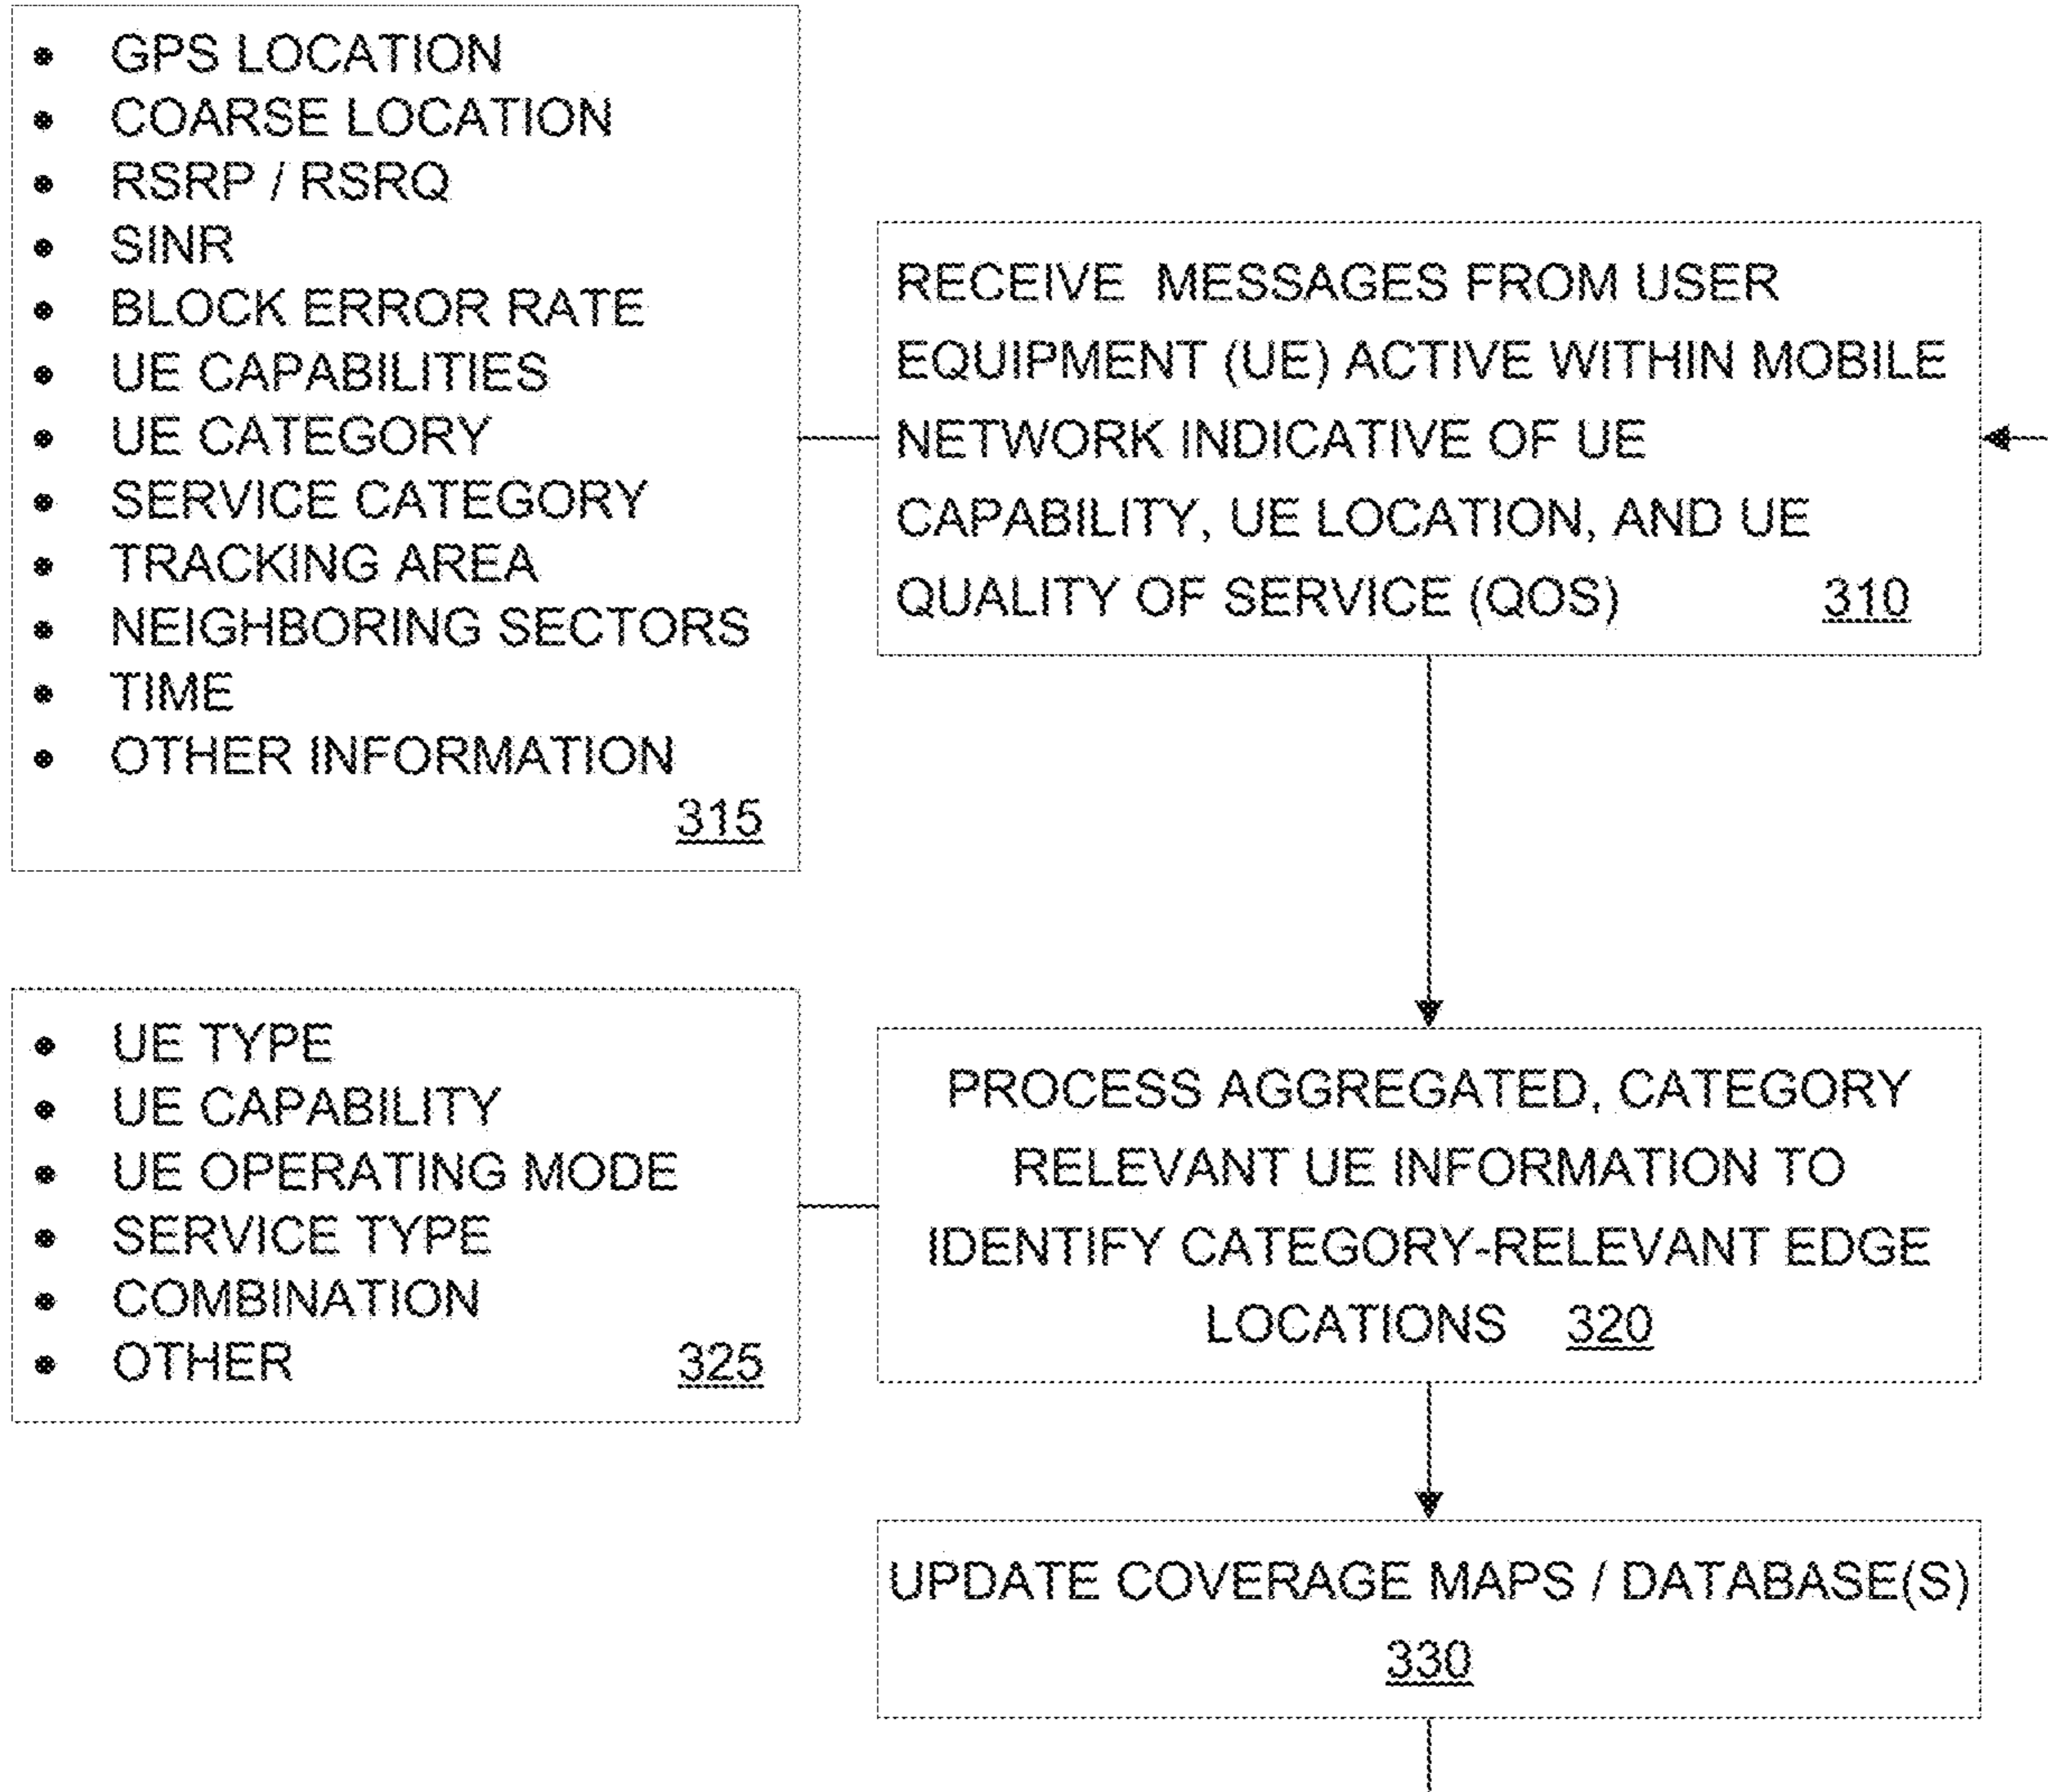 • GPS LOCATION
• COARSE LOCATION
• RSRP / RSRQ
• SINR
• BLOCK ERROR RATE
• UE CAPABILITIES
• UE CATEGORY
• SERVICE CATEGORY
• TRACKING AREA
• NEIGHBORING SECTORS
• TIME
• OTHER INFORMATION
315
RECEIVE MESSAGES FROM USER
EQUIPMENT (UE) ACTIVE WITHIN MOBILE
NETWORK INDICATIVE OF UE
CAPABILITY, UE LOCATION, AND UE
QUALITY OF SERVICE (QOS) 310
• UE TYPE
• UE CAPABILITY
• UE OPERATING MODE
• SERVICE TYPE
• COMBINATION
• OTHER 325
PROCESS AGGREGATED, CATEGORY
RELEVANT UE INFORMATION TO
IDENTIFY CATEGORY-RELEVANT EDGE
LOCATIONS 320
UPDATE COVERAGE MAPS / DATABASE(S)
330